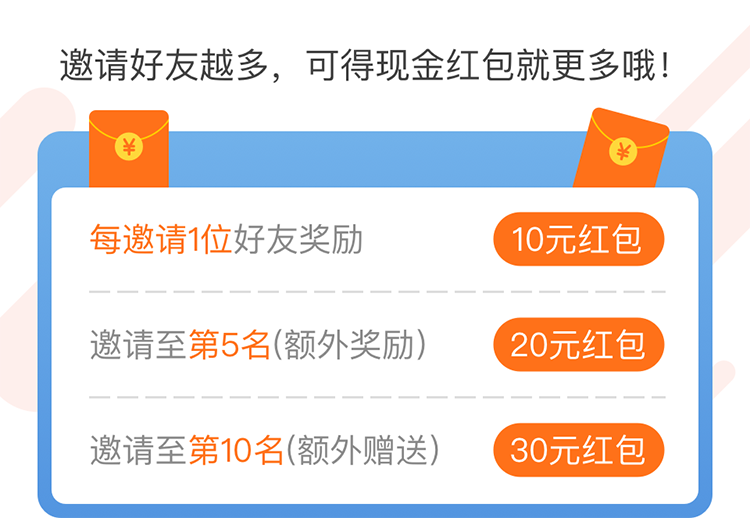 邀请好友越多，可得现金红包就更多哦！
¥
¥
每邀请1位好友奖励 10元红包
邀请至第5名(额外奖励) 20元红包
邀请至第10名(额外赠送) 30元红包